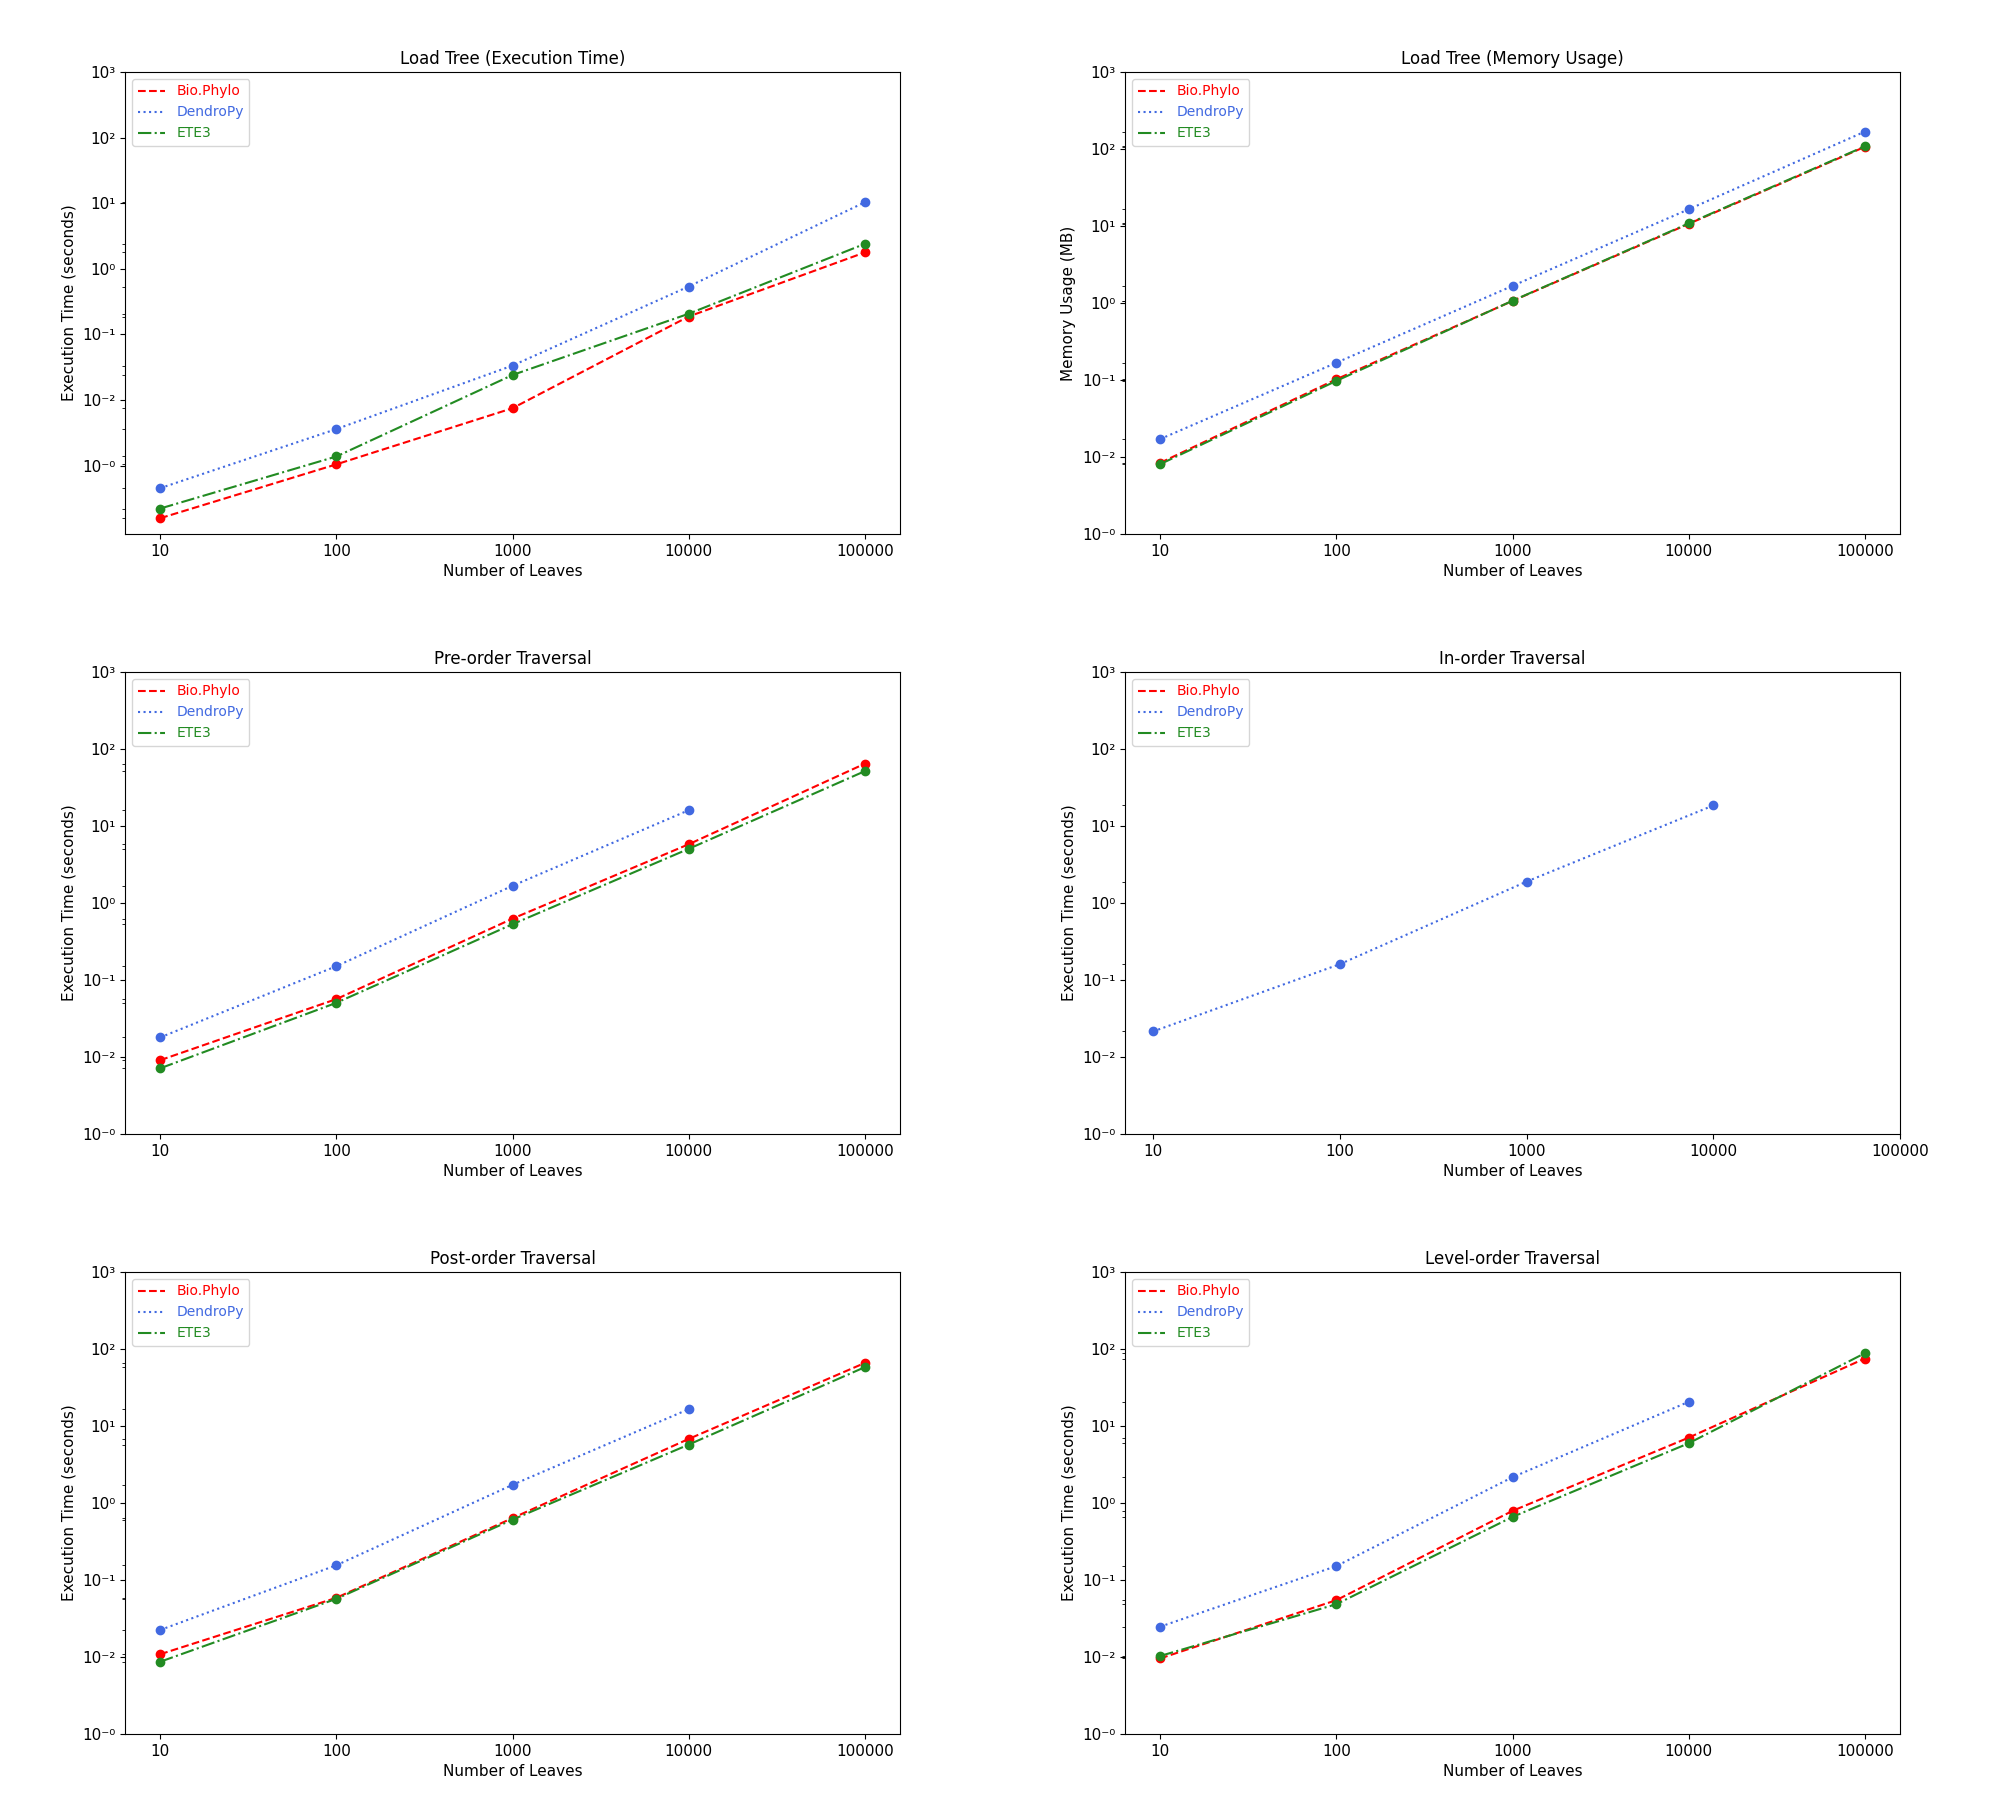 Load Tree (Execution Time)
Execution Time (seconds)
10³
10²
10¹
10⁰
10⁻¹
10⁻²
10⁻⁰
Bio.Phylo
DendroPy
ETE3
10 100 1000 10000 100000
Number of Leaves
Load Tree (Memory Usage)
Memory Usage (MB)
10³
10²
10¹
10⁰
10⁻¹
10⁻²
10⁻⁰
Bio.Phylo
DendroPy
ETE3
10 100 1000 10000 100000
Number of Leaves
Pre-order Traversal
Execution Time (seconds)
10³
10²
10¹
10⁰
10⁻¹
10⁻²
10⁻⁰
Bio.Phylo
DendroPy
ETE3
10 100 1000 10000 100000
Number of Leaves
In-order Traversal
Execution Time (seconds)
10³
10²
10¹
10⁰
10⁻¹
10⁻²
10⁻⁰
Bio.Phylo
DendroPy
ETE3
10 100 1000 10000 100000
Number of Leaves
Post-order Traversal
Execution Time (seconds)
10³
10²
10¹
10⁰
10⁻¹
10⁻²
10⁻⁰
Bio.Phylo
DendroPy
ETE3
10 100 1000 10000 100000
Number of Leaves
Level-order Traversal
Execution Time (seconds)
10³
10²
10¹
10⁰
10⁻¹
10⁻²
10⁻⁰
Bio.Phylo
DendroPy
ETE3
10 100 1000 10000 100000
Number of Leaves